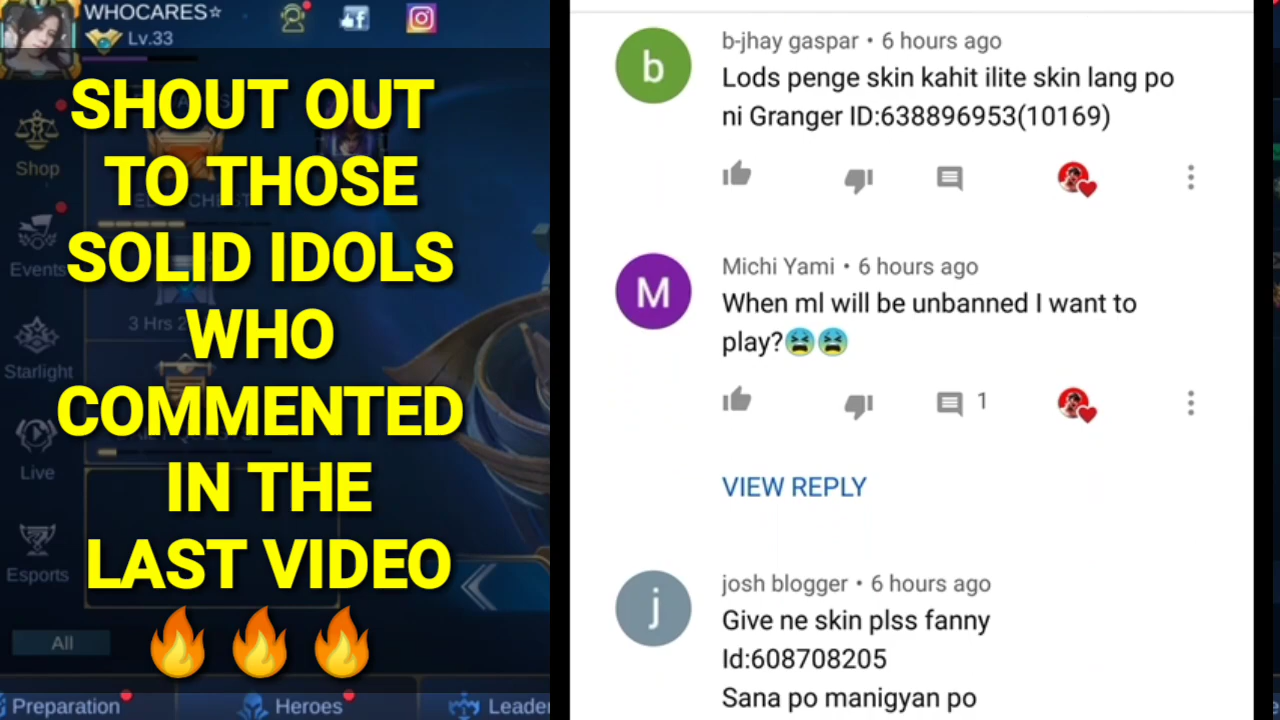 WHOCARES☆
Lv.33
SHOUT OUT
TO THOSE
SOLID IDOLS
WHO
COMMENTED
IN THE
LAST VIDEO
🔥🔥🔥
Shop
Events
Starlight
Live
Esports
3 Hrs
All
Preparation
Heroes
Leade
b-jhay gaspar • 6 hours ago
Lods penge skin kahit ilite skin lang po
ni Granger ID:638896953(10169)
Michi Yami • 6 hours ago
When ml will be unbanned I want to
play?😫😫
1
VIEW REPLY
josh blogger • 6 hours ago
Give ne skin plss fanny
Id:608708205
Sana po manigyan po